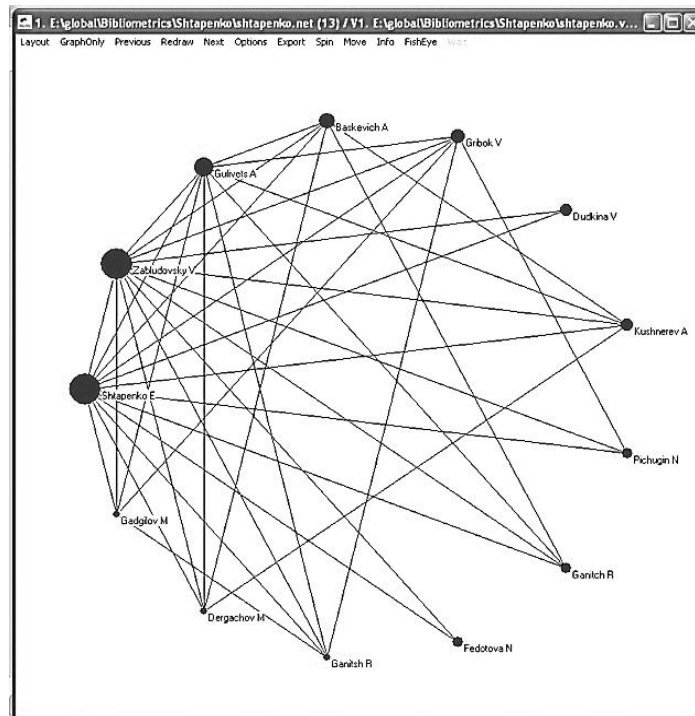 1. E:\global\Bibliometrics\Shtapenko\shtapenko.net (13) / V1. E:\global\Bibliometrics\Shtapenko\shtapenko.v...
Layout GraphOnly Previous Redraw Next Options Export Spin Move Info FishEye Wait
Baskevich A
Gribok V
Gulivets A
Dudkina V
Zabludovsky V
Kushnerev A
Shtapenko E
Pichugin N
Gadgilov M
Ganitch R
Dergachov M
Fedotova N
Ganitsh R